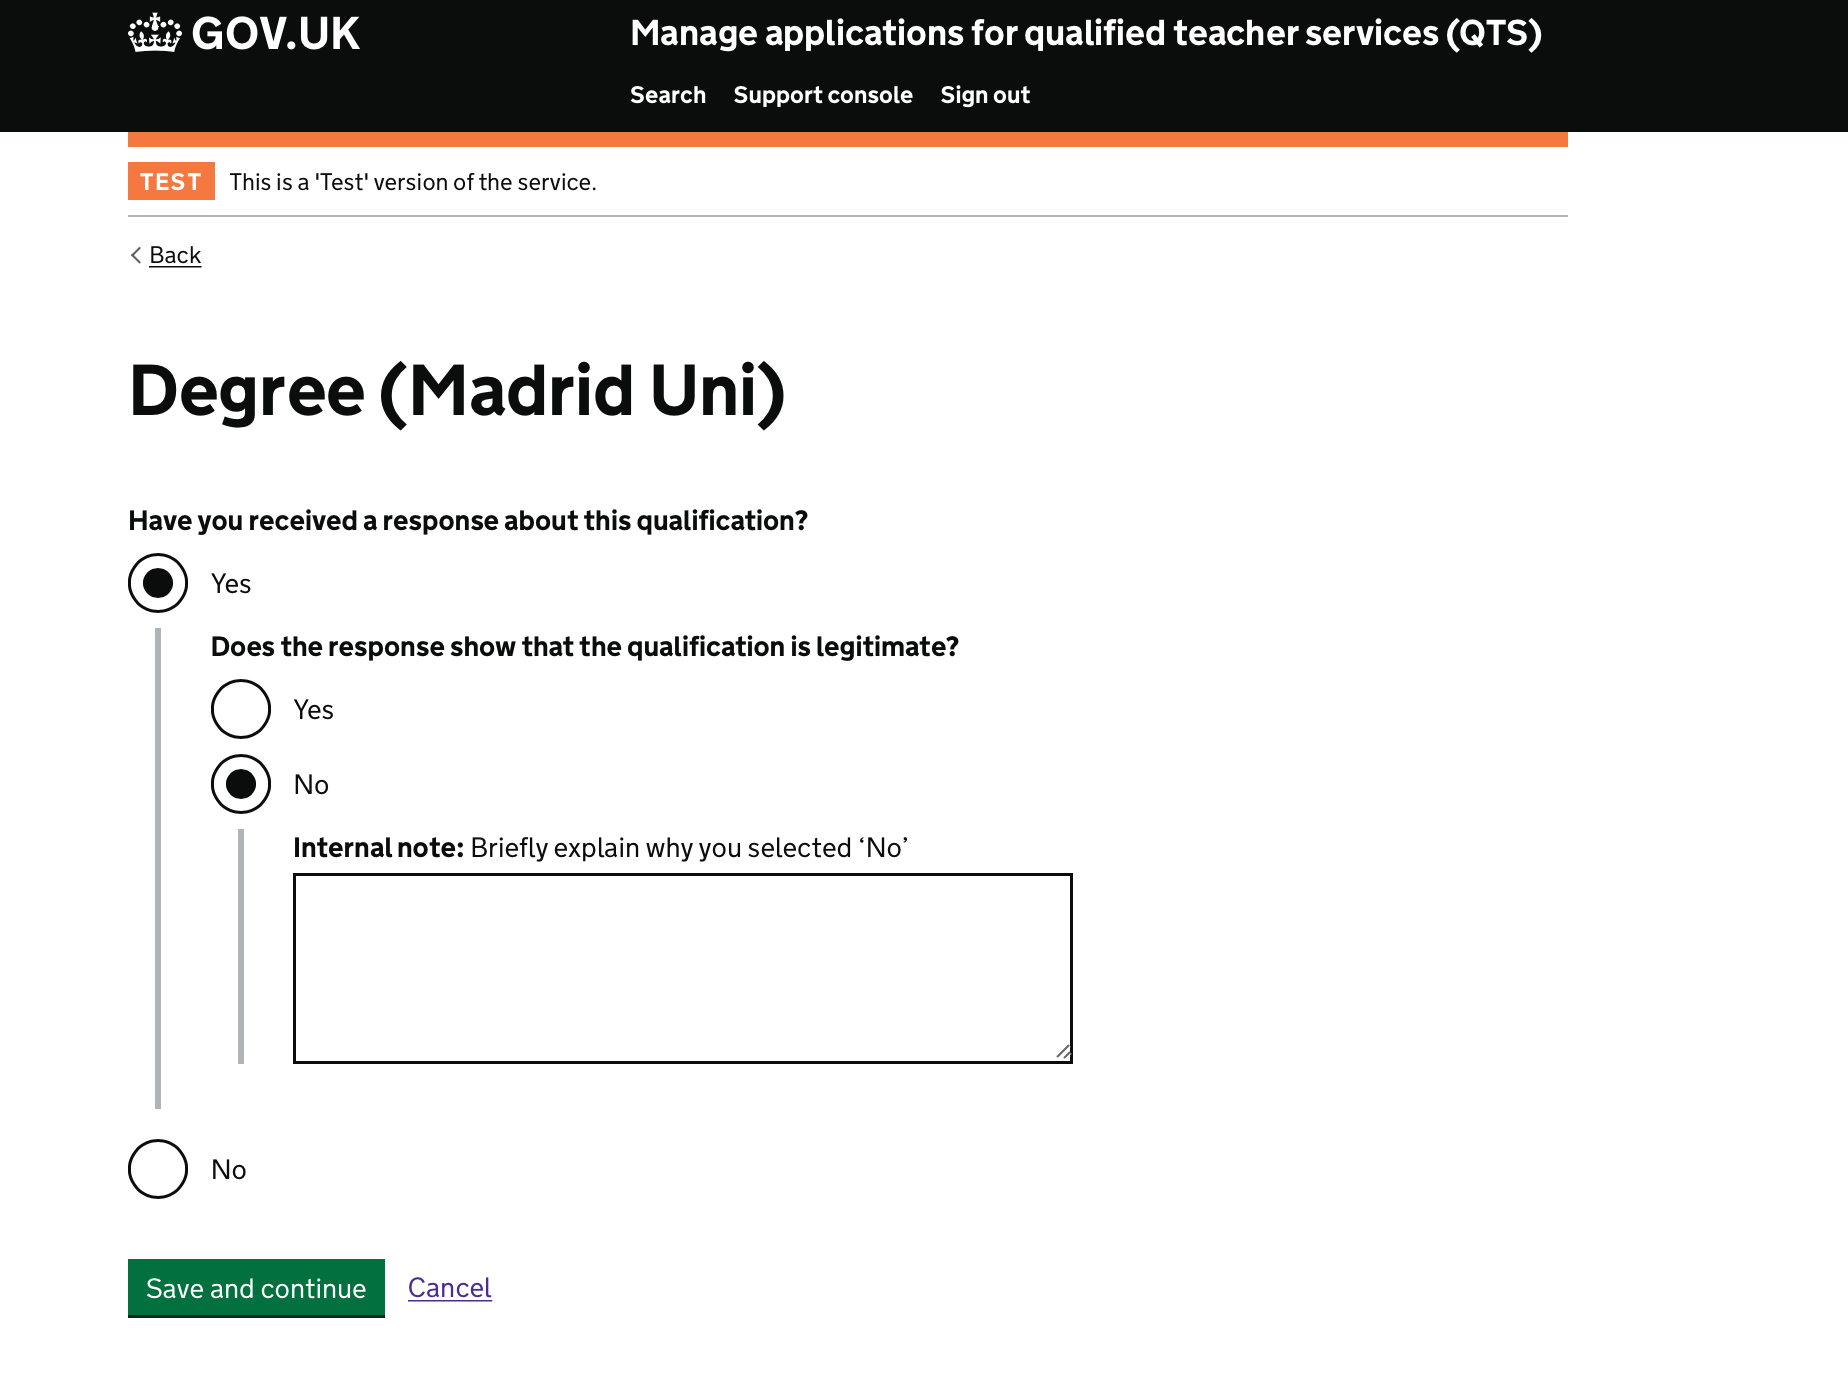 GOV.UK
Manage applications for qualified teacher services (QTS)
Search Support console Sign out
TEST This is a 'Test' version of the service.
Back
Degree (Madrid Uni)
Have you received a response about this qualification?
Yes
Does the response show that the qualification is legitimate?
Yes
No
Internal note: Briefly explain why you selected ‘No’
No
Save and continue Cancel